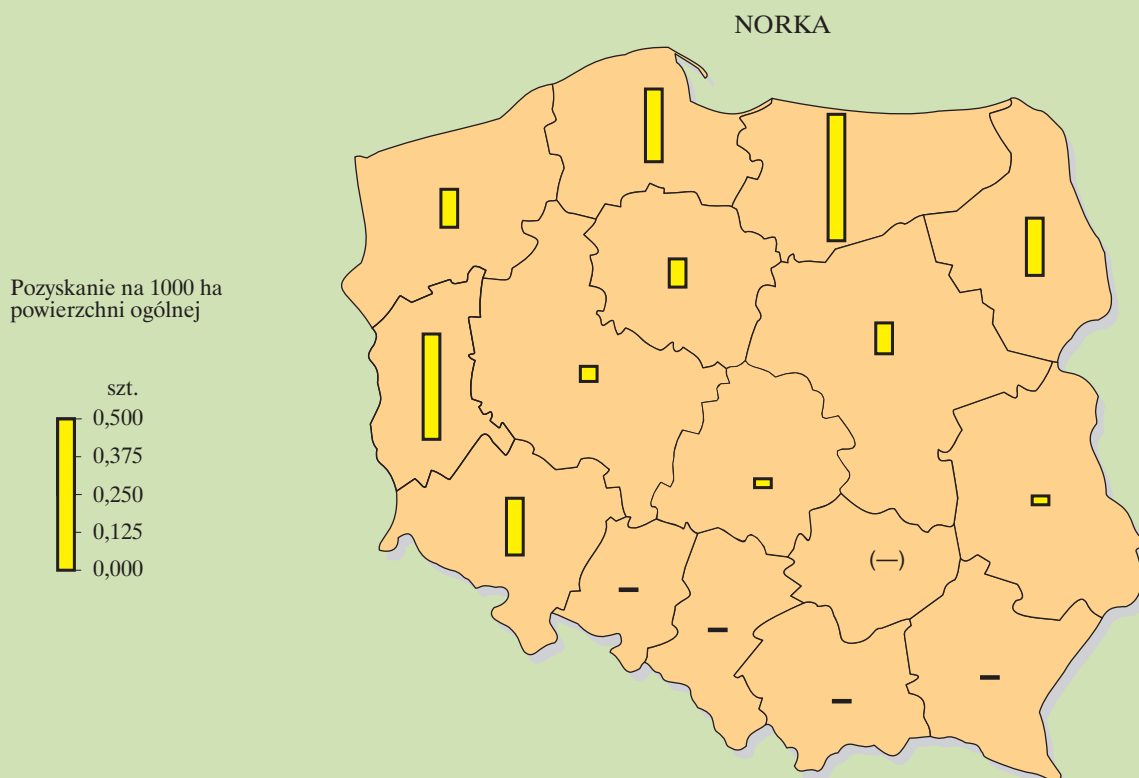 NORKA
Pozyskanie na 1000 ha
powierzchni ogólnej
szt.
0,500
0,375
0,250
0,125
0,000
(—)